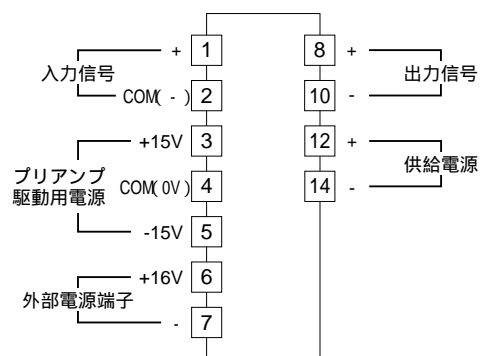 + 1
入力信号
COM( - ) 2
+15V 3
プリアンプ
駆動用電源
COM( 0V ) 4
-15V 5
+16V 6
外部電源端子
- 7
8 +
出力信号
10 -
12 +
供給電源
14 -